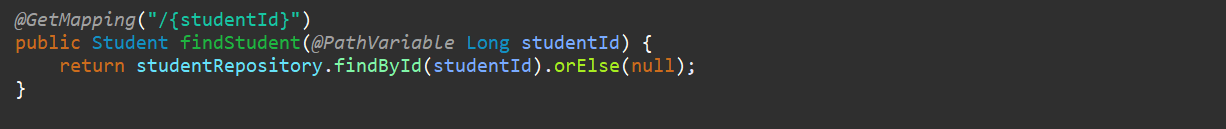 @GetMapping("/{studentId}")
public Student findStudent(@PathVariable Long studentId) {
    return studentRepository.findById(studentId).orElse(null);
}